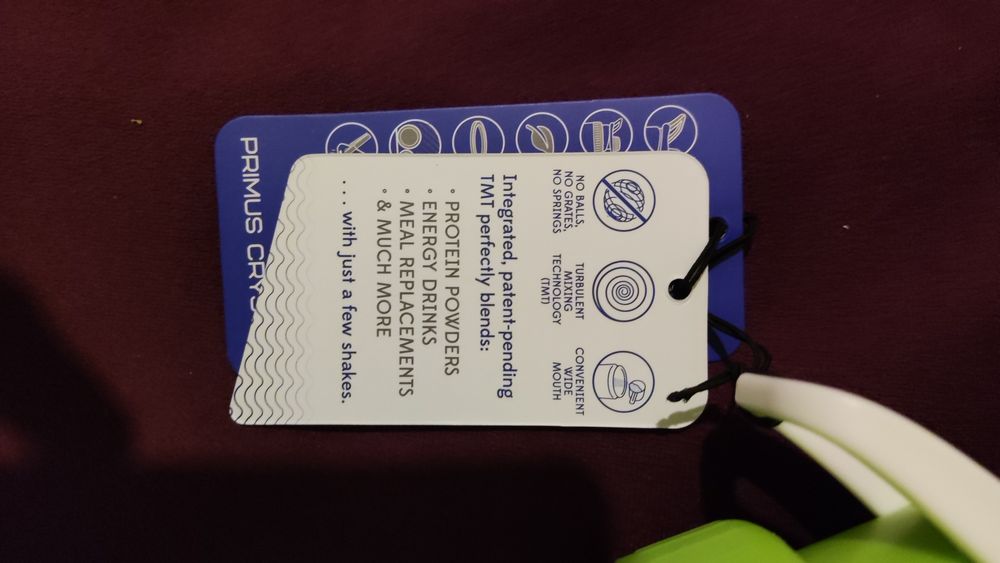 NO BALLS,
NO GRATES,
NO SPRINGS
TURBULENT
MIXING
TECHNOLOGY
(TMT)
CONVENIENT
WIDE
MOUTH
Integrated, patent-pending
TMT perfectly blends:
◦ PROTEIN POWDERS
◦ ENERGY DRINKS
◦ MEAL REPLACEMENTS
◦ & MUCH MORE
. . . with just a few shakes.
PRIMUS